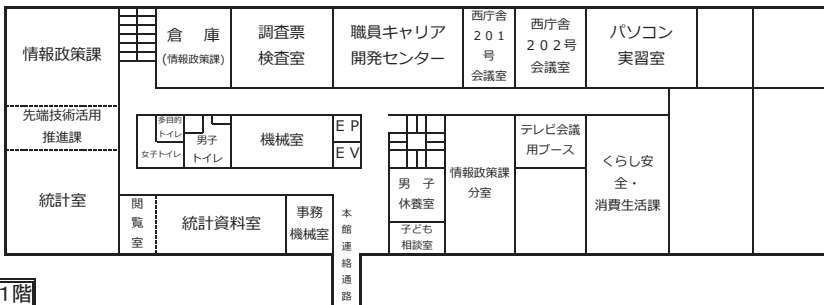 情報政策課
倉　庫
(情報政策課)
調査票
検査室
職員キャリア
開発センター
西庁舎
２０１
号
会議室
西庁舎
２０２号
会議室
パソコン
実習室
先端技術活用
推進課
多目的
トイレ
女子トイレ
男子
トイレ
機械室
ＥＰ
ＥＶ
テレビ会議
用ブース
情報政策課
分室
くらし安
全・
消費生活課
統計室
閲
覧
室
統計資料室
事務
機械室
本
館
連
絡
通
路
男　子
休養室
子ども
相談室
1階